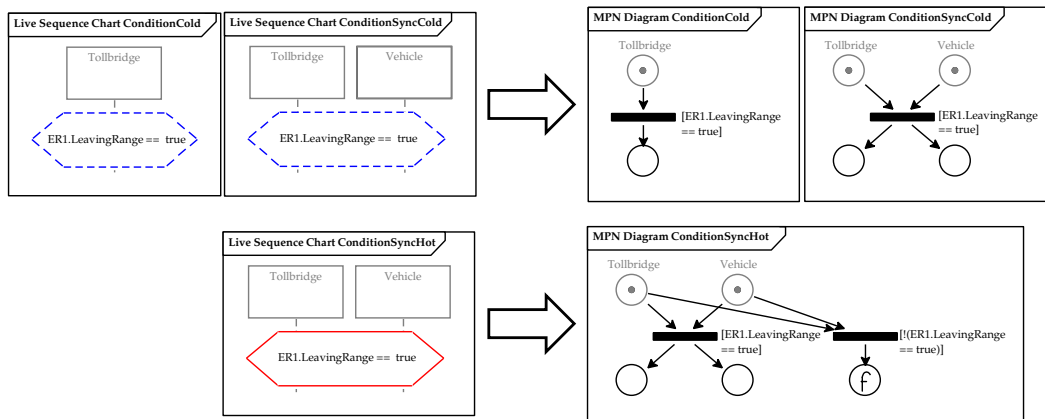 Live Sequence Chart ConditionCold
Tollbridge
ER1.LeavingRange == true
Live Sequence Chart ConditionSyncCold
Tollbridge
Vehicle
ER1.LeavingRange == true
MPN Diagram ConditionCold
Tollbridge
[ER1.LeavingRange
== true]
MPN Diagram ConditionSyncCold
Tollbridge
Vehicle
[ER1.LeavingRange
== true]
Live Sequence Chart ConditionSyncHot
Tollbridge
Vehicle
ER1.LeavingRange == true
MPN Diagram ConditionSyncHot
Tollbridge
Vehicle
[ER1.LeavingRange
== true]
[!(ER1.LeavingRange
== true)]
f